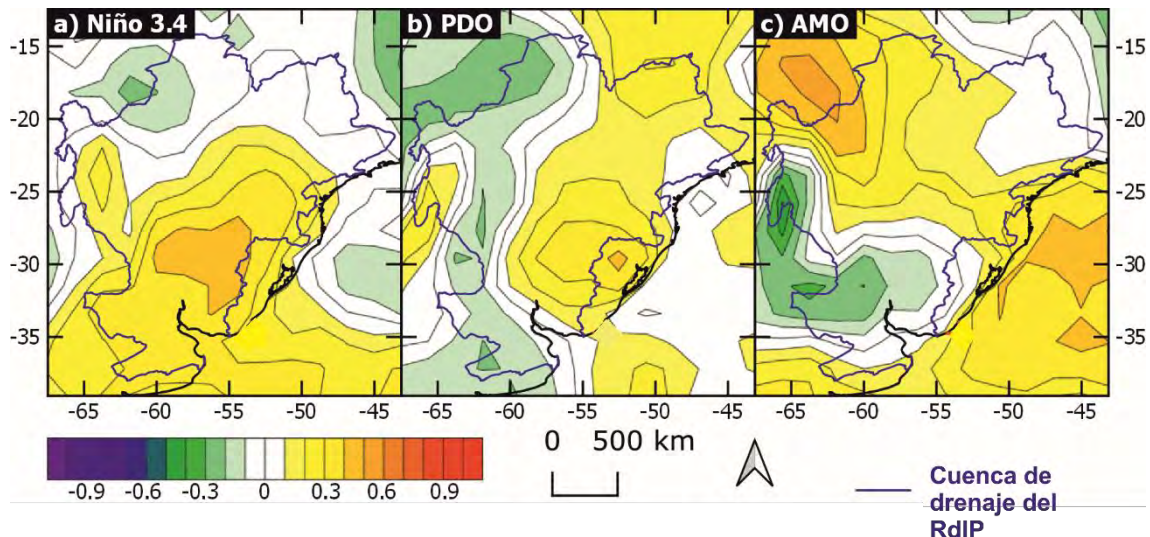 a) Niño 3.4
b) PDO
c) AMO
-15
-20
-25
-30
-35
-15
-20
-25
-30
-35
-65 -60 -55 -50 -45
-65 -60 -55 -50 -45
-65 -60 -55 -50 -45
-0.9 -0.6 -0.3 0 0.3 0.6 0.9
0 500 km
Cuenca de
drenaje del
RdlP